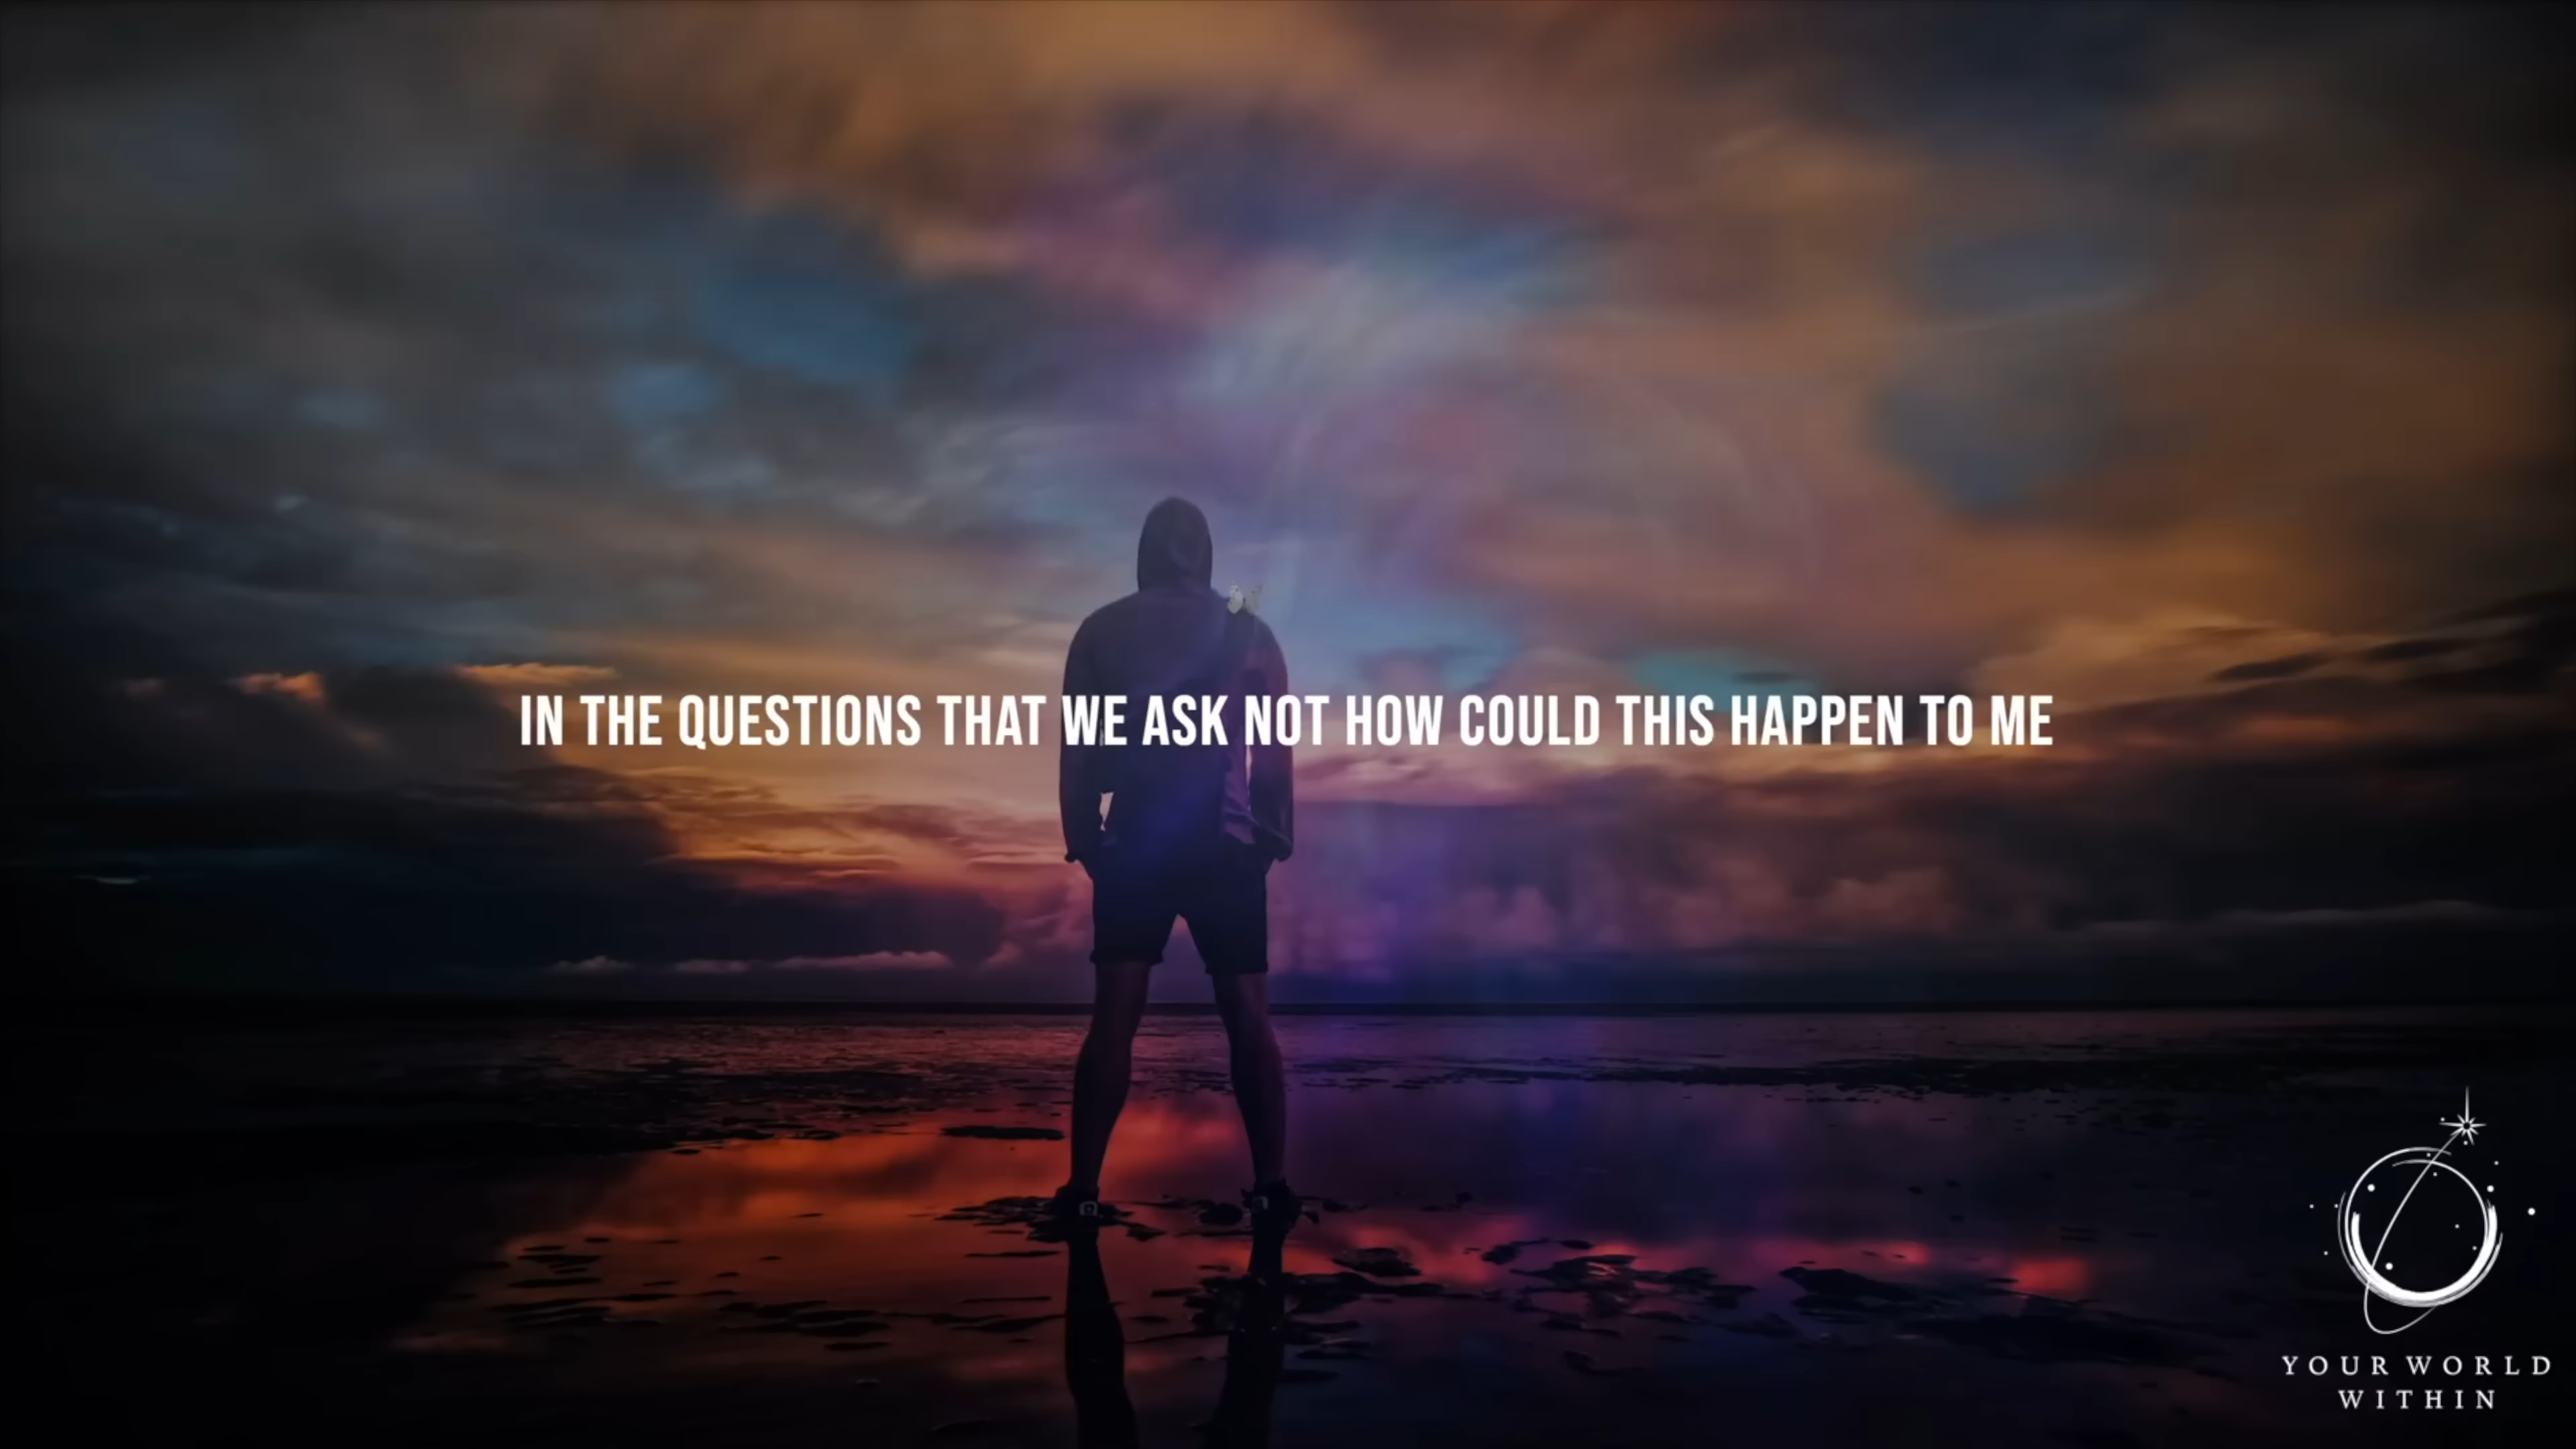 IN THE QUESTIONS THAT WE ASK NOT HOW COULD THIS HAPPEN TO ME
YOUR WORLD
WITHIN